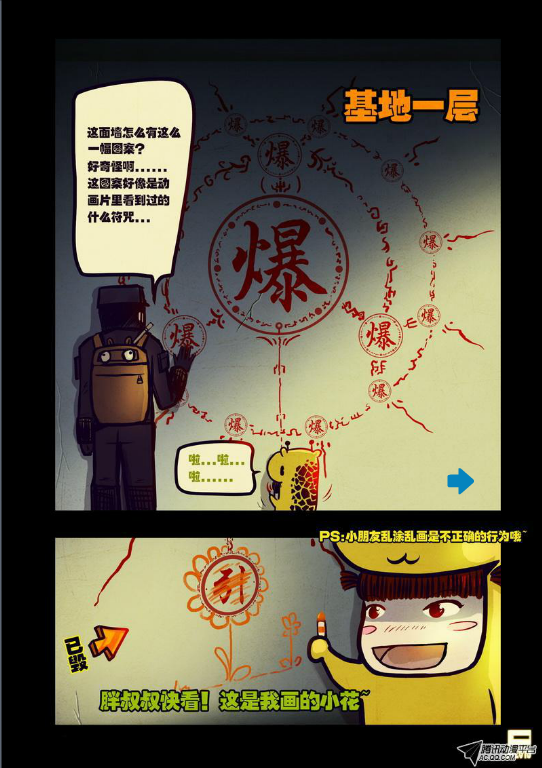 基地一层
这面墙怎么有这么
一幅图案？
好奇怪啊......
这图案好像是动
画片里看到过的
什么符咒...
爆
爆
爆
爆
爆
爆
爆
爆
爆
爆
爆
爆
啦...啦...
啦......
PS:小朋友乱涂乱画是不正确的行为哦~
引
已毁
胖叔叔快看！这是我画的小花~
腾讯动漫平台
AC.QQ.COM